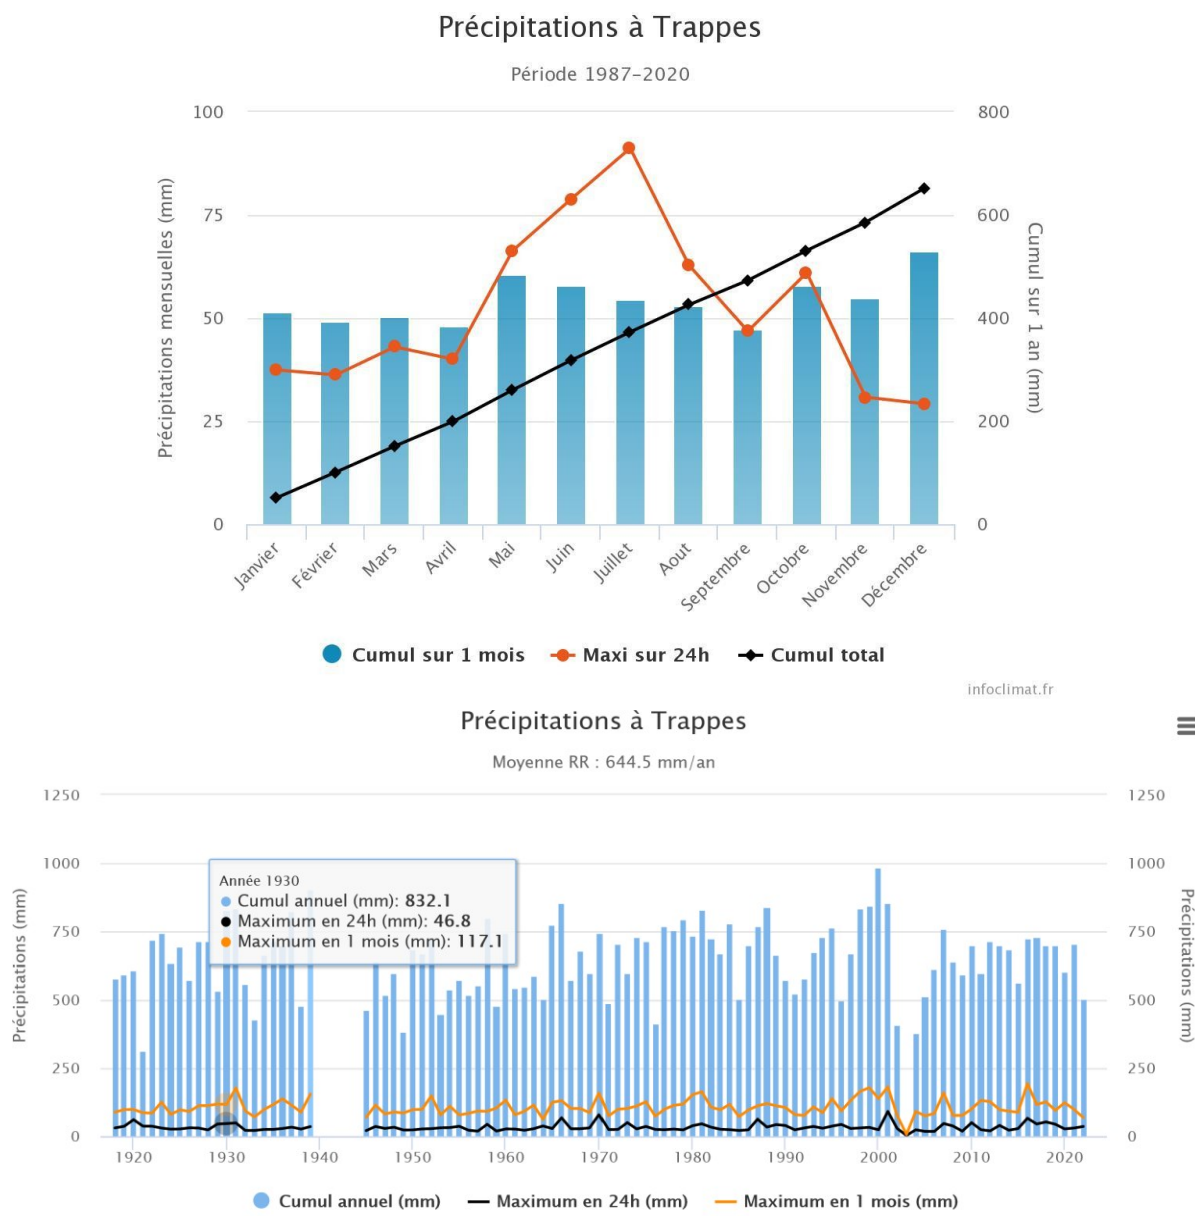 Précipitations à Trappes
Période 1987-2020
100
800
75
600
50
400
25
200
0
0
Précipitations mensuelles (mm)
Cumul sur 1 an (mm)
Janvier
Février
Mars
Avril
Mai
Juin
Juillet
Aout
Septembre
Octobre
Novembre
Décembre
Cumul sur 1 mois Maxi sur 24h Cumul total
infoclimat.fr
Précipitations à Trappes
Moyenne RR : 644.5 mm/an
1250
1250
1000
1000
Année 1930
Cumul annuel (mm): 832.1
Maximum en 24h (mm): 46.8
Maximum en 1 mois (mm): 117.1
750
750
500
500
250
250
0
0
Précipitations (mm)
Précipitations (mm)
1920 1930 1940 1950 1960 1970 1980 1990 2000 2010 2020
Cumul annuel (mm) Maximum en 24h (mm) Maximum en 1 mois (mm)